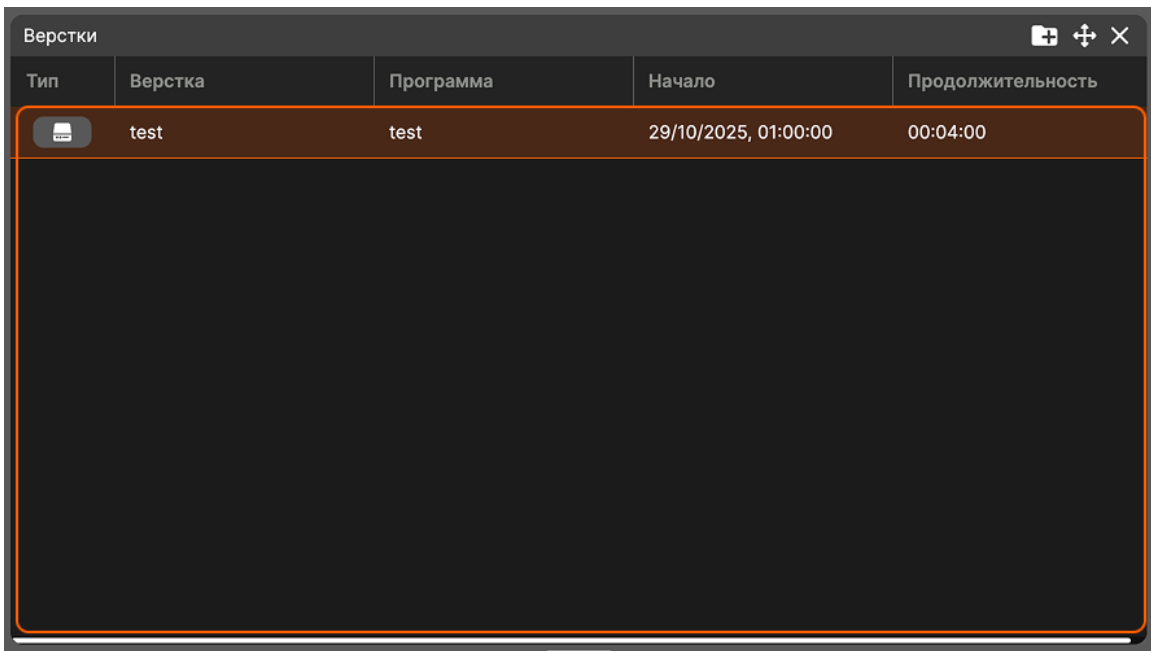 Верстки
Тип Верстка Программа Начало Продолжительность
test test 29/10/2025, 01:00:00 00:04:00